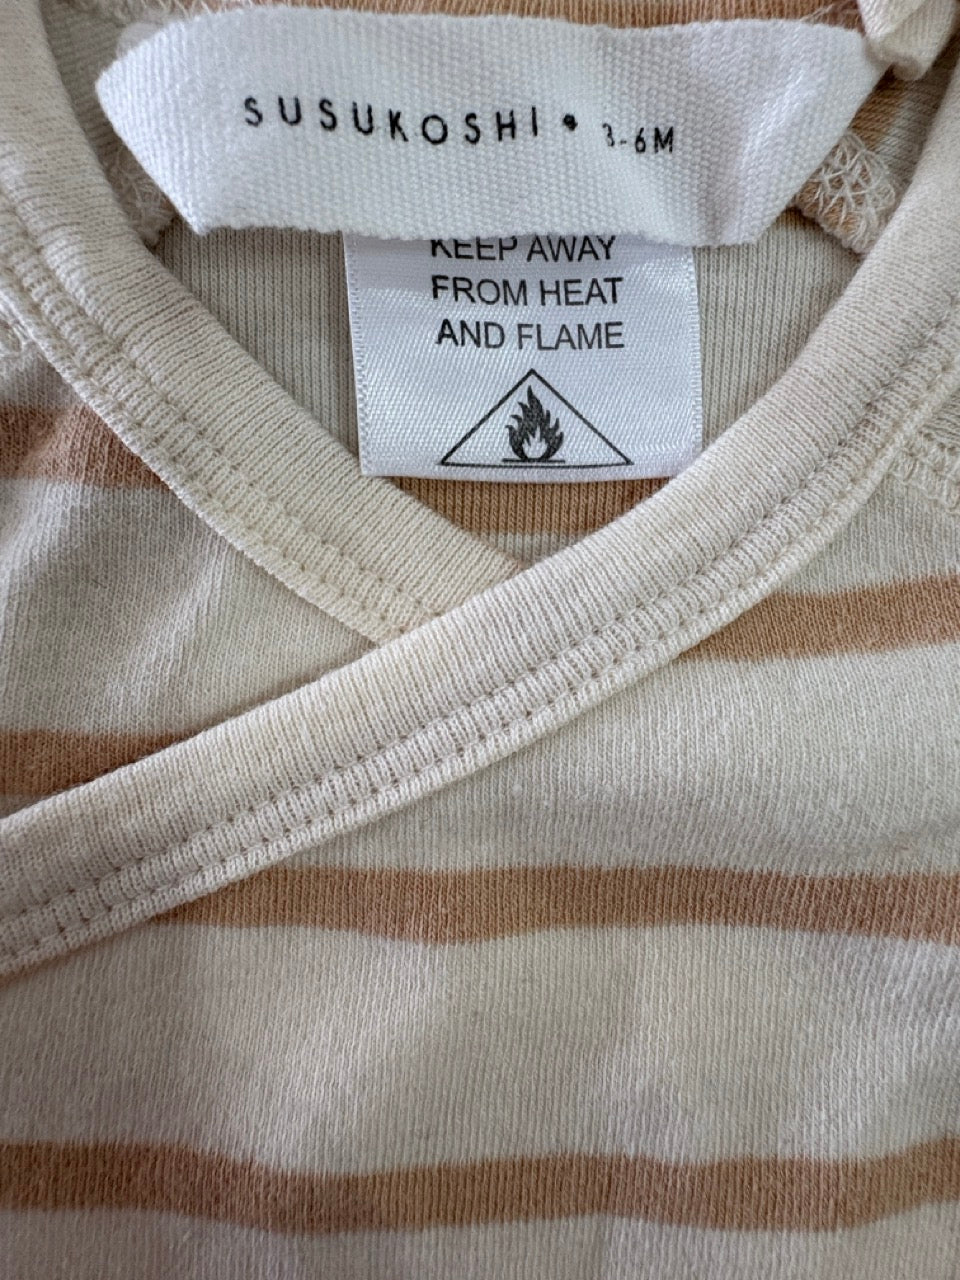 SUSUKOSHI • 3-6M
KEEP AWAY
FROM HEAT
AND FLAME